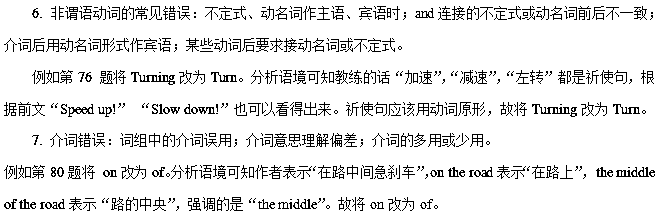 6. 非谓语动词的常见错误：不定式、动名词作主语、宾语时；and 连接的不定式或动名词前后不一致；
介词后用动名词形式作宾语；某些动词后要求接动名词或不定式。
例如第 76 题将 Turning 改为 Turn。分析语境可知教练的话“加速”，“减速”，“左转”都是祈使句，根
据前文“Speed up!” “Slow down!”也可以看得出来。祈使句应该用动词原形，故将 Turning 改为 Turn。
7. 介词错误：词组中的介词误用；介词意思理解偏差；介词的多用或少用。
例如第 80 题将 on 改为 of。分析语境可知作者表示“在路中间急刹车”，on the road 表示“在路上”，the middle
of the road 表示“路的中央”，强调的是“the middle”。故将 on 改为 of。